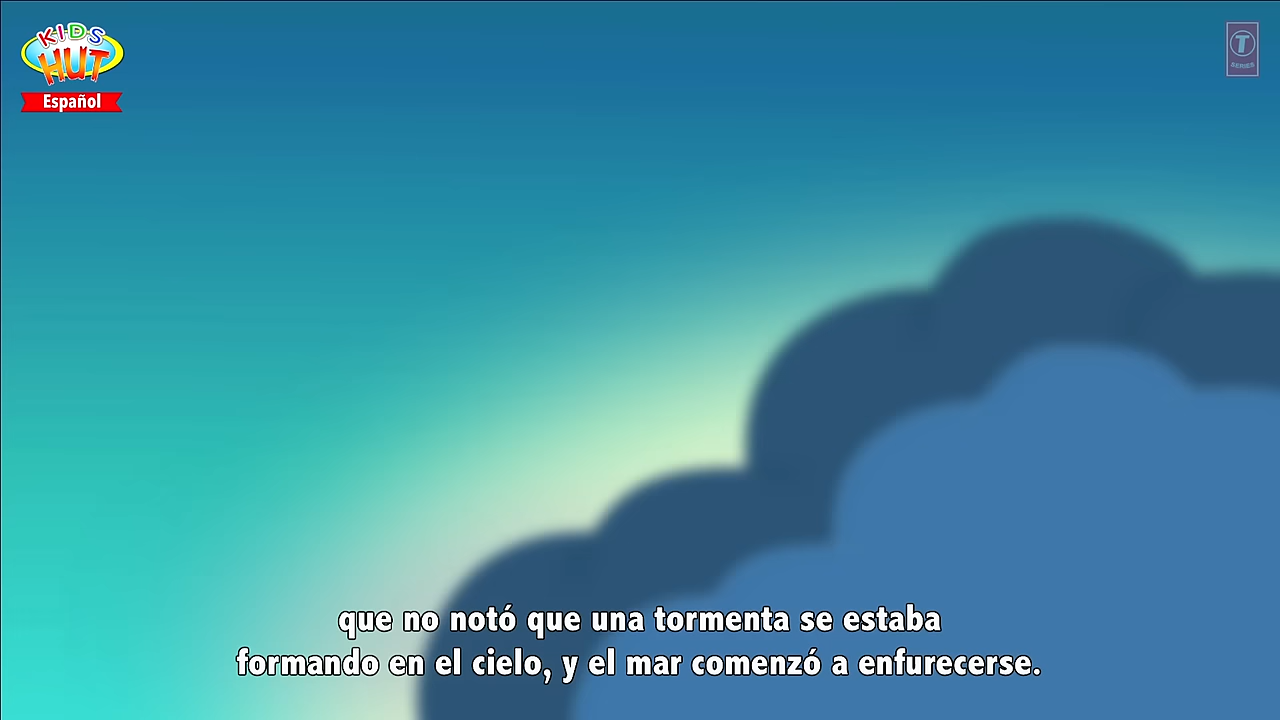 KIDS
HUT
Español
T
SERIES
que no notó que una tormenta se estaba
formando en el cielo, y el mar comenzó a enfurecerse.